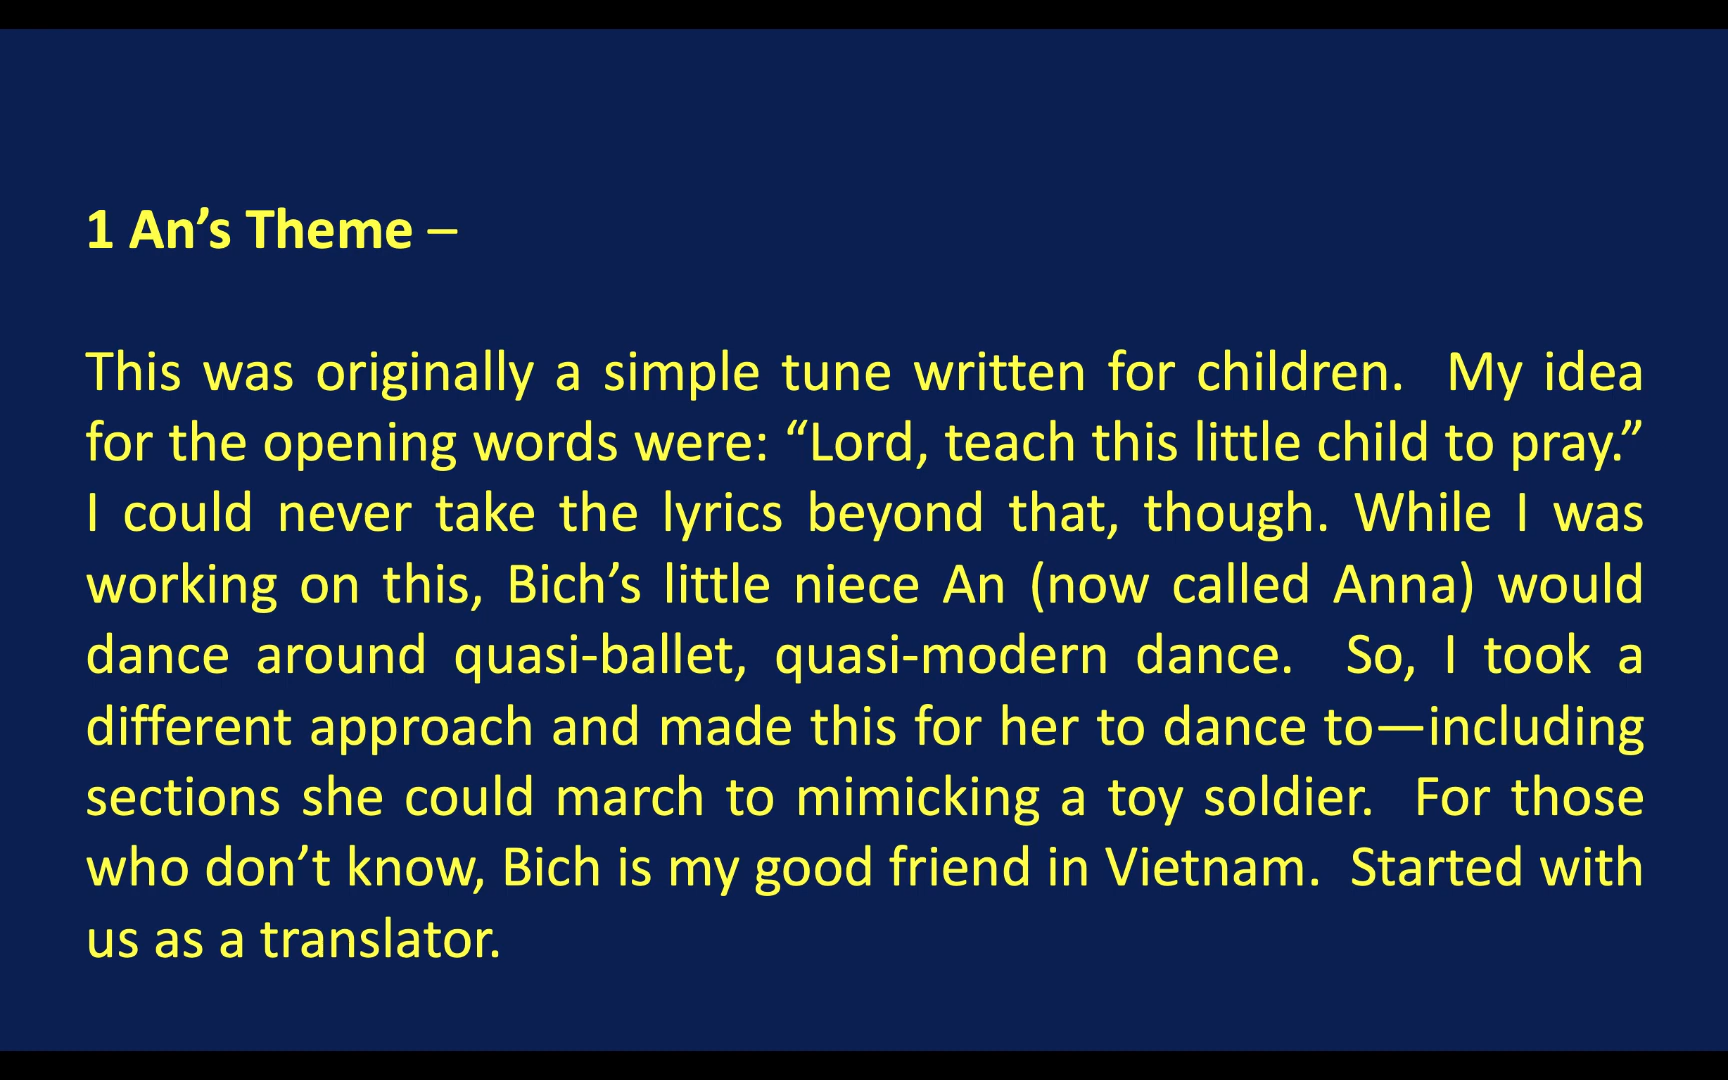 1 An’s Theme –
This was originally a simple tune written for children.  My idea
for the opening words were: “Lord, teach this little child to pray.”
I could never take the lyrics beyond that, though. While I was
working on this, Bich’s little niece An (now called Anna) would
dance around quasi-ballet, quasi-modern dance.  So, I took a
different approach and made this for her to dance to—including
sections she could march to mimicking a toy soldier.  For those
who don’t know, Bich is my good friend in Vietnam.  Started with
us as a translator.